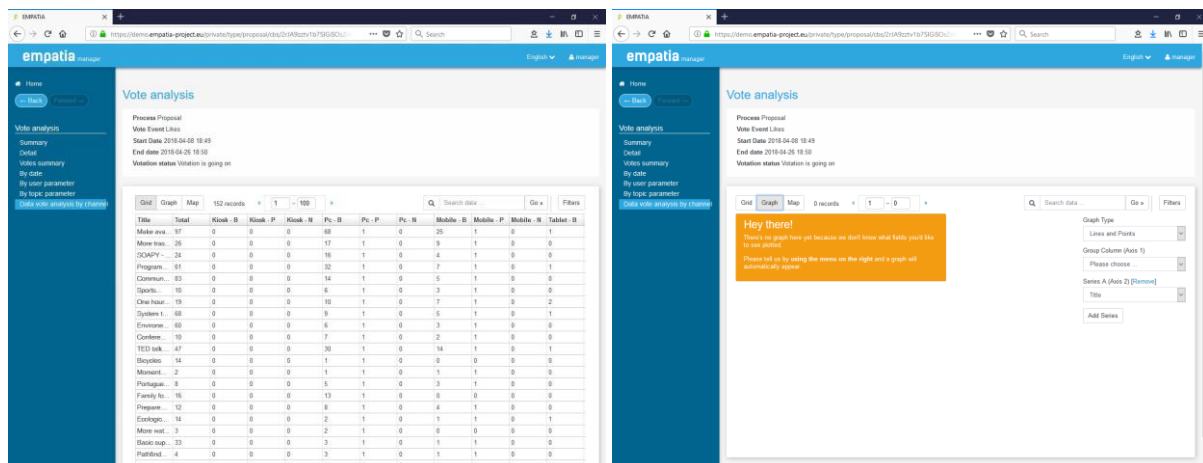 EMPATIA
https://demo.empatia-project.eu/private/type/proposal/cbs/
Search
empatia manager
English
manager
Home
← Back
Forward →
Vote analysis
Summary
Detail
Votes summary
By date
By user parameter
By topic parameter
Data vote analysis by channel
Vote analysis
Process Proposal
Vote Event Likes
Start Date 2018-04-08 18:49
End date 2018-04-26 18:50
Votation status Votation is going on
Grid Graph Map 152 records « 1 – 100 » Search data ... Go » Filters
Title Total Kiosk - B Kiosk - P Kiosk - N Pc - B Pc - P Pc - N Mobile - B Mobile - P Mobile - N Tablet - B
Make ava... 97 0 0 0 68 1 0 25 1 0 1
More tras... 26 0 0 0 17 1 0 9 1 0 0
SOAPY - ... 24 0 0 0 16 1 0 4 1 0 0
Program... 61 0 0 0 32 1 0 7 1 0 1
Commun... 83 0 0 0 14 1 0 5 1 0 0
Sports... 10 0 0 0 6 1 0 3 1 0 0
One hour... 19 0 0 0 10 1 0 7 1 0 2
System t... 68 0 0 0 9 1 0 5 1 0 1
Environe... 60 0 0 0 6 1 0 3 1 0 0
Confere... 10 0 0 0 7 1 0 2 1 0 0
TED talk... 47 0 0 0 30 1 0 14 1 0 1
Bicycles 14 0 0 0 1 1 0 0 0 0 0
Moment... 2 0 0 0 1 1 0 1 1 0 0
Portugue... 8 0 0 0 5 1 0 3 1 0 0
Family fo... 16 0 0 0 13 1 0 0 0 0 0
Prepare... 12 0 0 0 8 1 0 4 1 0 0
Ecologic... 14 0 0 0 2 1 0 1 1 0 1
More wat... 3 0 0 0 2 1 0 0 0 0 0
Basic sup... 33 0 0 0 3 1 0 1 1 0 0
Pathfind... 4 0 0 0 3 1 0 1 1 0 0
EMPATIA
https://demo.empatia-project.eu/private/type/proposal/cbs/
Search
empatia manager
English
manager
Home
← Back
Forward →
Vote analysis
Summary
Detail
Votes summary
By date
By user parameter
By topic parameter
Data vote analysis by channel
Vote analysis
Process Proposal
Vote Event Likes
Start Date 2018-04-08 18:49
End date 2018-04-26 18:50
Votation status Votation is going on
Grid Graph Map 0 records « 1 – 0 » Search data ... Go » Filters
Hey there!
There's no graph here yet because we don't know what fields you'd like
to see plotted.
Please tell us by using the menu on the right and a graph will
automatically appear.
Graph Type
Lines and Points
Group Column (Axis 1)
Please choose ...
Series A (Axis 2) [Remove]
Title
Add Series